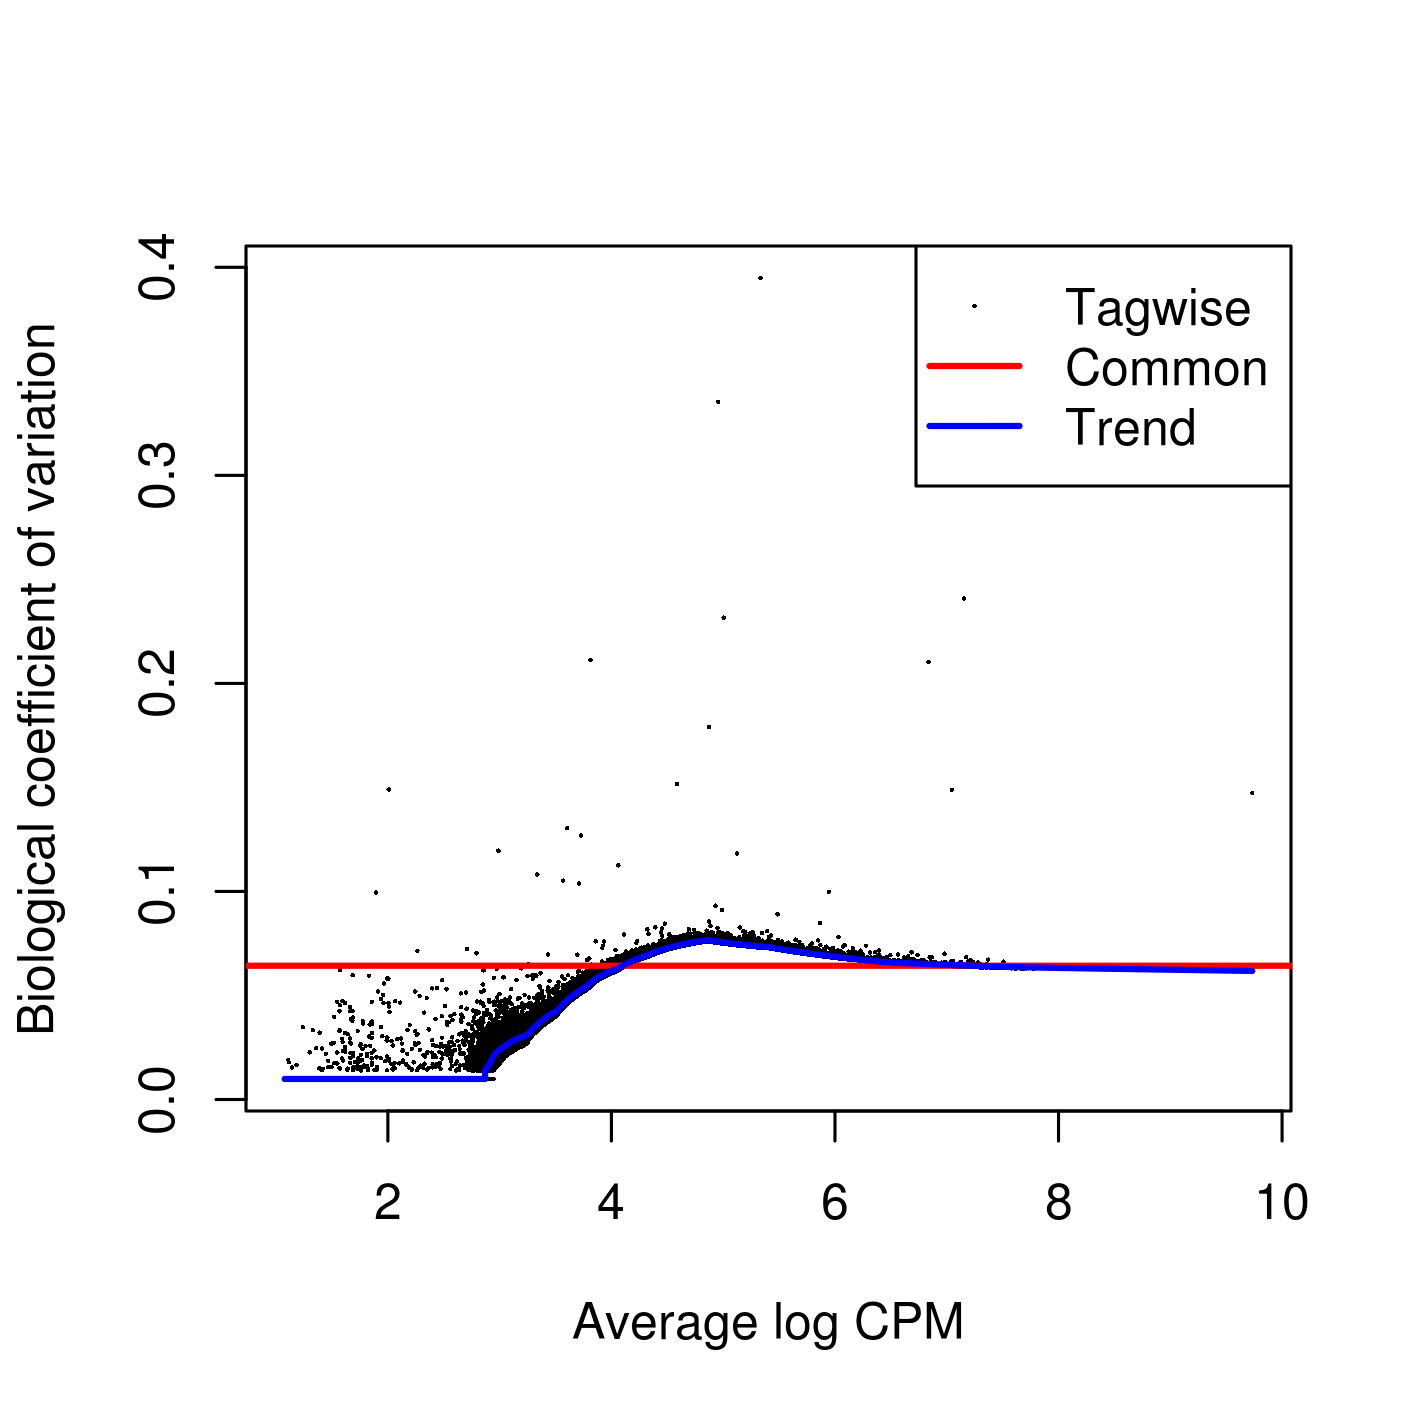 Biological coefficient of variation
0.4
0.3
0.2
0.1
0.0
Tagwise
Common
Trend
2 4 6 8 10
Average log CPM